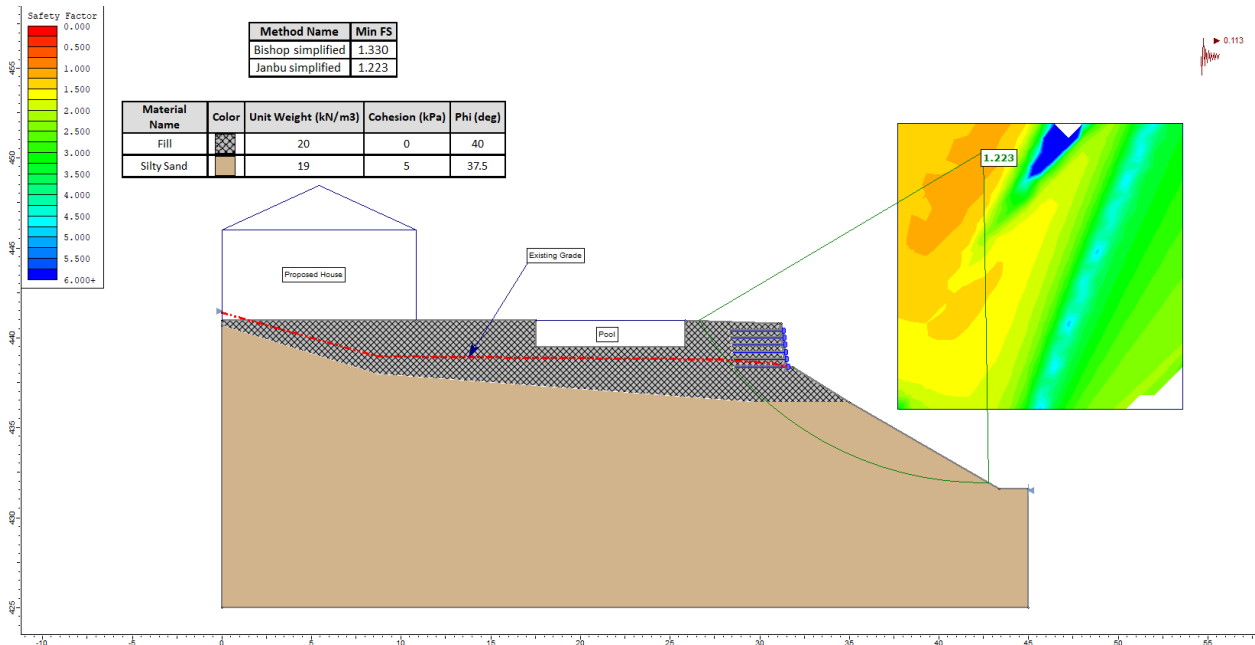 Safety Factor
0.000
0.500
1.000
1.500
2.000
2.500
3.000
3.500
4.000
4.500
5.000
5.500
6.000+
Method Name Min FS
Bishop simplified 1.330
Janbu simplified 1.223
Material Name Color Unit Weight (kN/m3) Cohesion (kPa) Phi (deg)
Fill 20 0 40
Silty Sand 19 5 37.5
0.113
1.223
Existing Grade
Proposed House
Pool
455
450
445
440
435
430
425
-10 -5 0 5 10 15 20 25 30 35 40 45 50 55